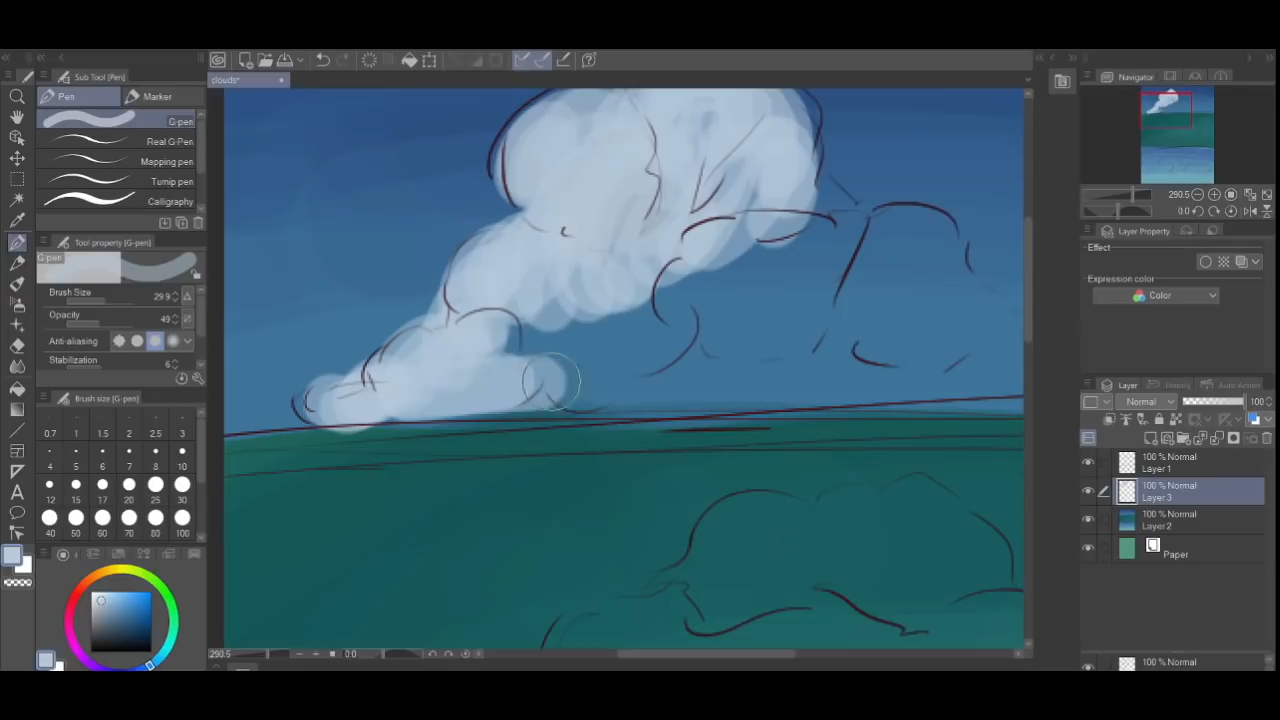 Sub Tool [Pen]
clouds*
Navigator
Pen
Marker
G-pen
Real G-Pen
Mapping pen
Turnip pen
Calligraphy
290.5
0.0
Tool property [G-pen]
Layer Property
G-pen
Effect
Brush Size 29.9
Expression color
Color
Opacity 49
Anti-aliasing
Stabilization 6
Layer
History
Auto Action
Brush size [G-pen]
Normal 100
0.7 1 1.5 2 2.5 3
4 5 6 7 8 10
12 15 17 20 25 30
40 50 60 70 80 100
100 % Normal
Layer 1
100 % Normal
Layer 3
100 % Normal
Layer 2
Paper
290.5 0.0
100 % Normal